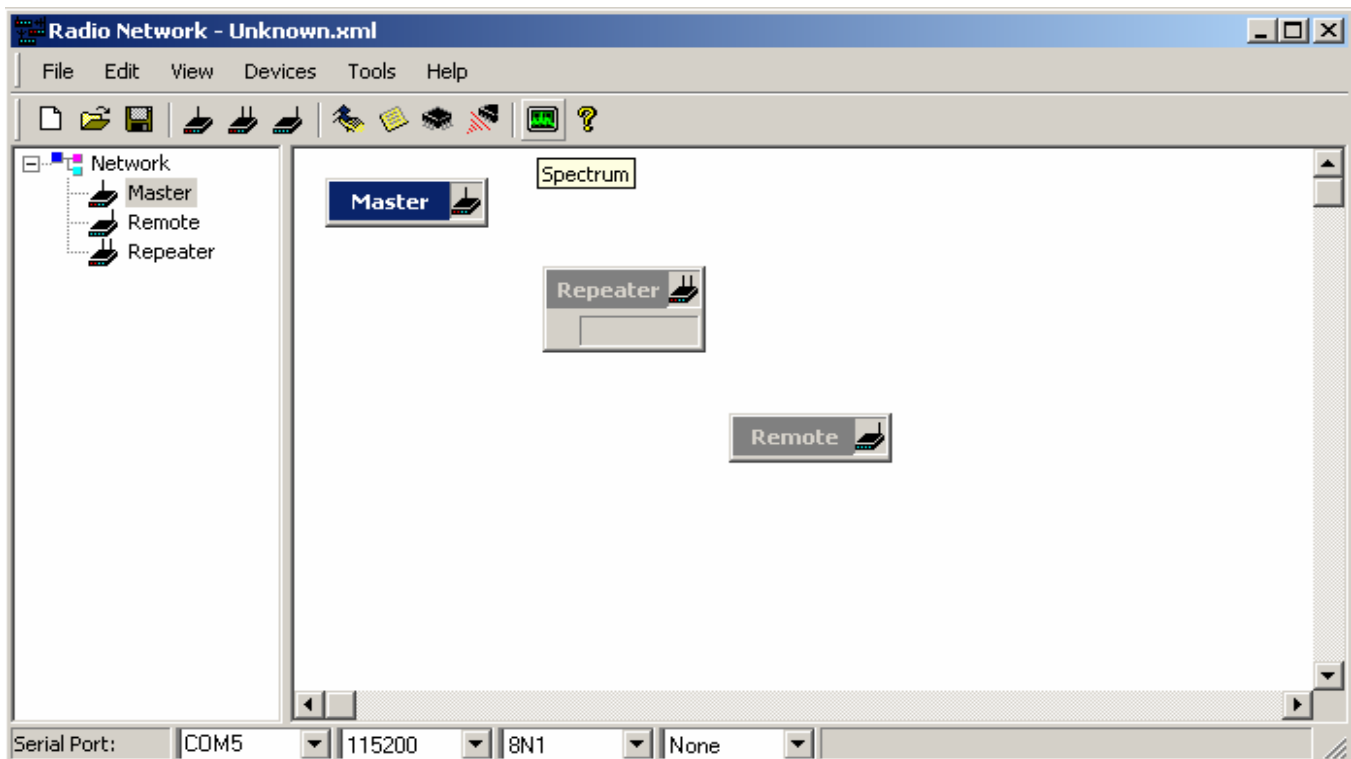 Radio Network - Unknown.xml
File Edit View Devices Tools Help
Spectrum
Network
Master
Remote
Repeater
Master
Repeater
Remote
Serial Port: COM5 115200 8N1 None